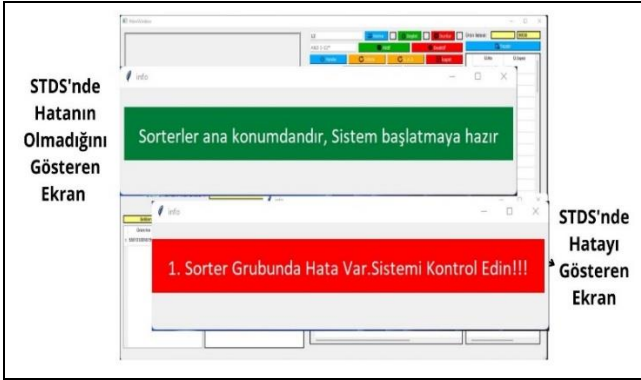 STDS'nde
Hatanın
Olmadığını
Gösteren
Ekran
info
Sorterler ana konumdandır, Sistem başlatmaya hazır
info
1. Sorter Grubunda Hata Var.Sistemi Kontrol Edin!!!
STDS'nde
Hatayı
Gösteren
Ekran